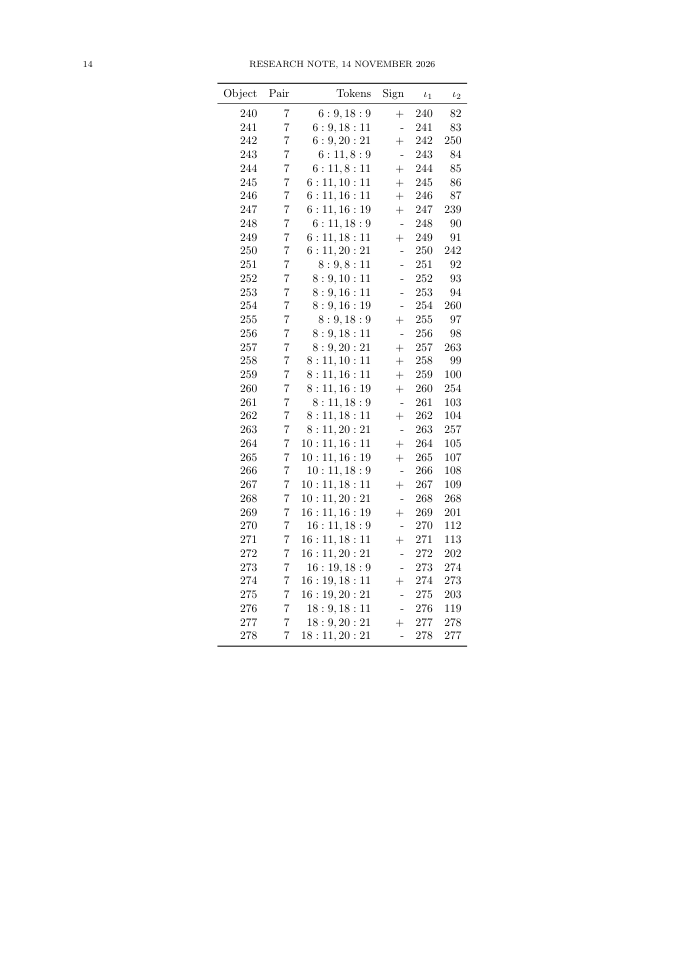 14 RESEARCH NOTE, 14 NOVEMBER 2026
Object Pair Tokens Sign ι₁ ι₂
240 7 6 : 9, 18 : 9 + 240 82
241 7 6 : 9, 18 : 11 - 241 83
242 7 6 : 9, 20 : 21 + 242 250
243 7 6 : 11, 8 : 9 - 243 84
244 7 6 : 11, 8 : 11 + 244 85
245 7 6 : 11, 10 : 11 + 245 86
246 7 6 : 11, 16 : 11 + 246 87
247 7 6 : 11, 16 : 19 + 247 239
248 7 6 : 11, 18 : 9 - 248 90
249 7 6 : 11, 18 : 11 + 249 91
250 7 6 : 11, 20 : 21 - 250 242
251 7 8 : 9, 8 : 11 - 251 92
252 7 8 : 9, 10 : 11 - 252 93
253 7 8 : 9, 16 : 11 - 253 94
254 7 8 : 9, 16 : 19 - 254 260
255 7 8 : 9, 18 : 9 + 255 97
256 7 8 : 9, 18 : 11 - 256 98
257 7 8 : 9, 20 : 21 + 257 263
258 7 8 : 11, 10 : 11 + 258 99
259 7 8 : 11, 16 : 11 + 259 100
260 7 8 : 11, 16 : 19 + 260 254
261 7 8 : 11, 18 : 9 - 261 103
262 7 8 : 11, 18 : 11 + 262 104
263 7 8 : 11, 20 : 21 - 263 257
264 7 10 : 11, 16 : 11 + 264 105
265 7 10 : 11, 16 : 19 + 265 107
266 7 10 : 11, 18 : 9 - 266 108
267 7 10 : 11, 18 : 11 + 267 109
268 7 10 : 11, 20 : 21 - 268 268
269 7 16 : 11, 16 : 19 + 269 201
270 7 16 : 11, 18 : 9 - 270 112
271 7 16 : 11, 18 : 11 + 271 113
272 7 16 : 11, 20 : 21 - 272 202
273 7 16 : 19, 18 : 9 - 273 274
274 7 16 : 19, 18 : 11 + 274 273
275 7 16 : 19, 20 : 21 - 275 203
276 7 18 : 9, 18 : 11 - 276 119
277 7 18 : 9, 20 : 21 + 277 278
278 7 18 : 11, 20 : 21 - 278 277